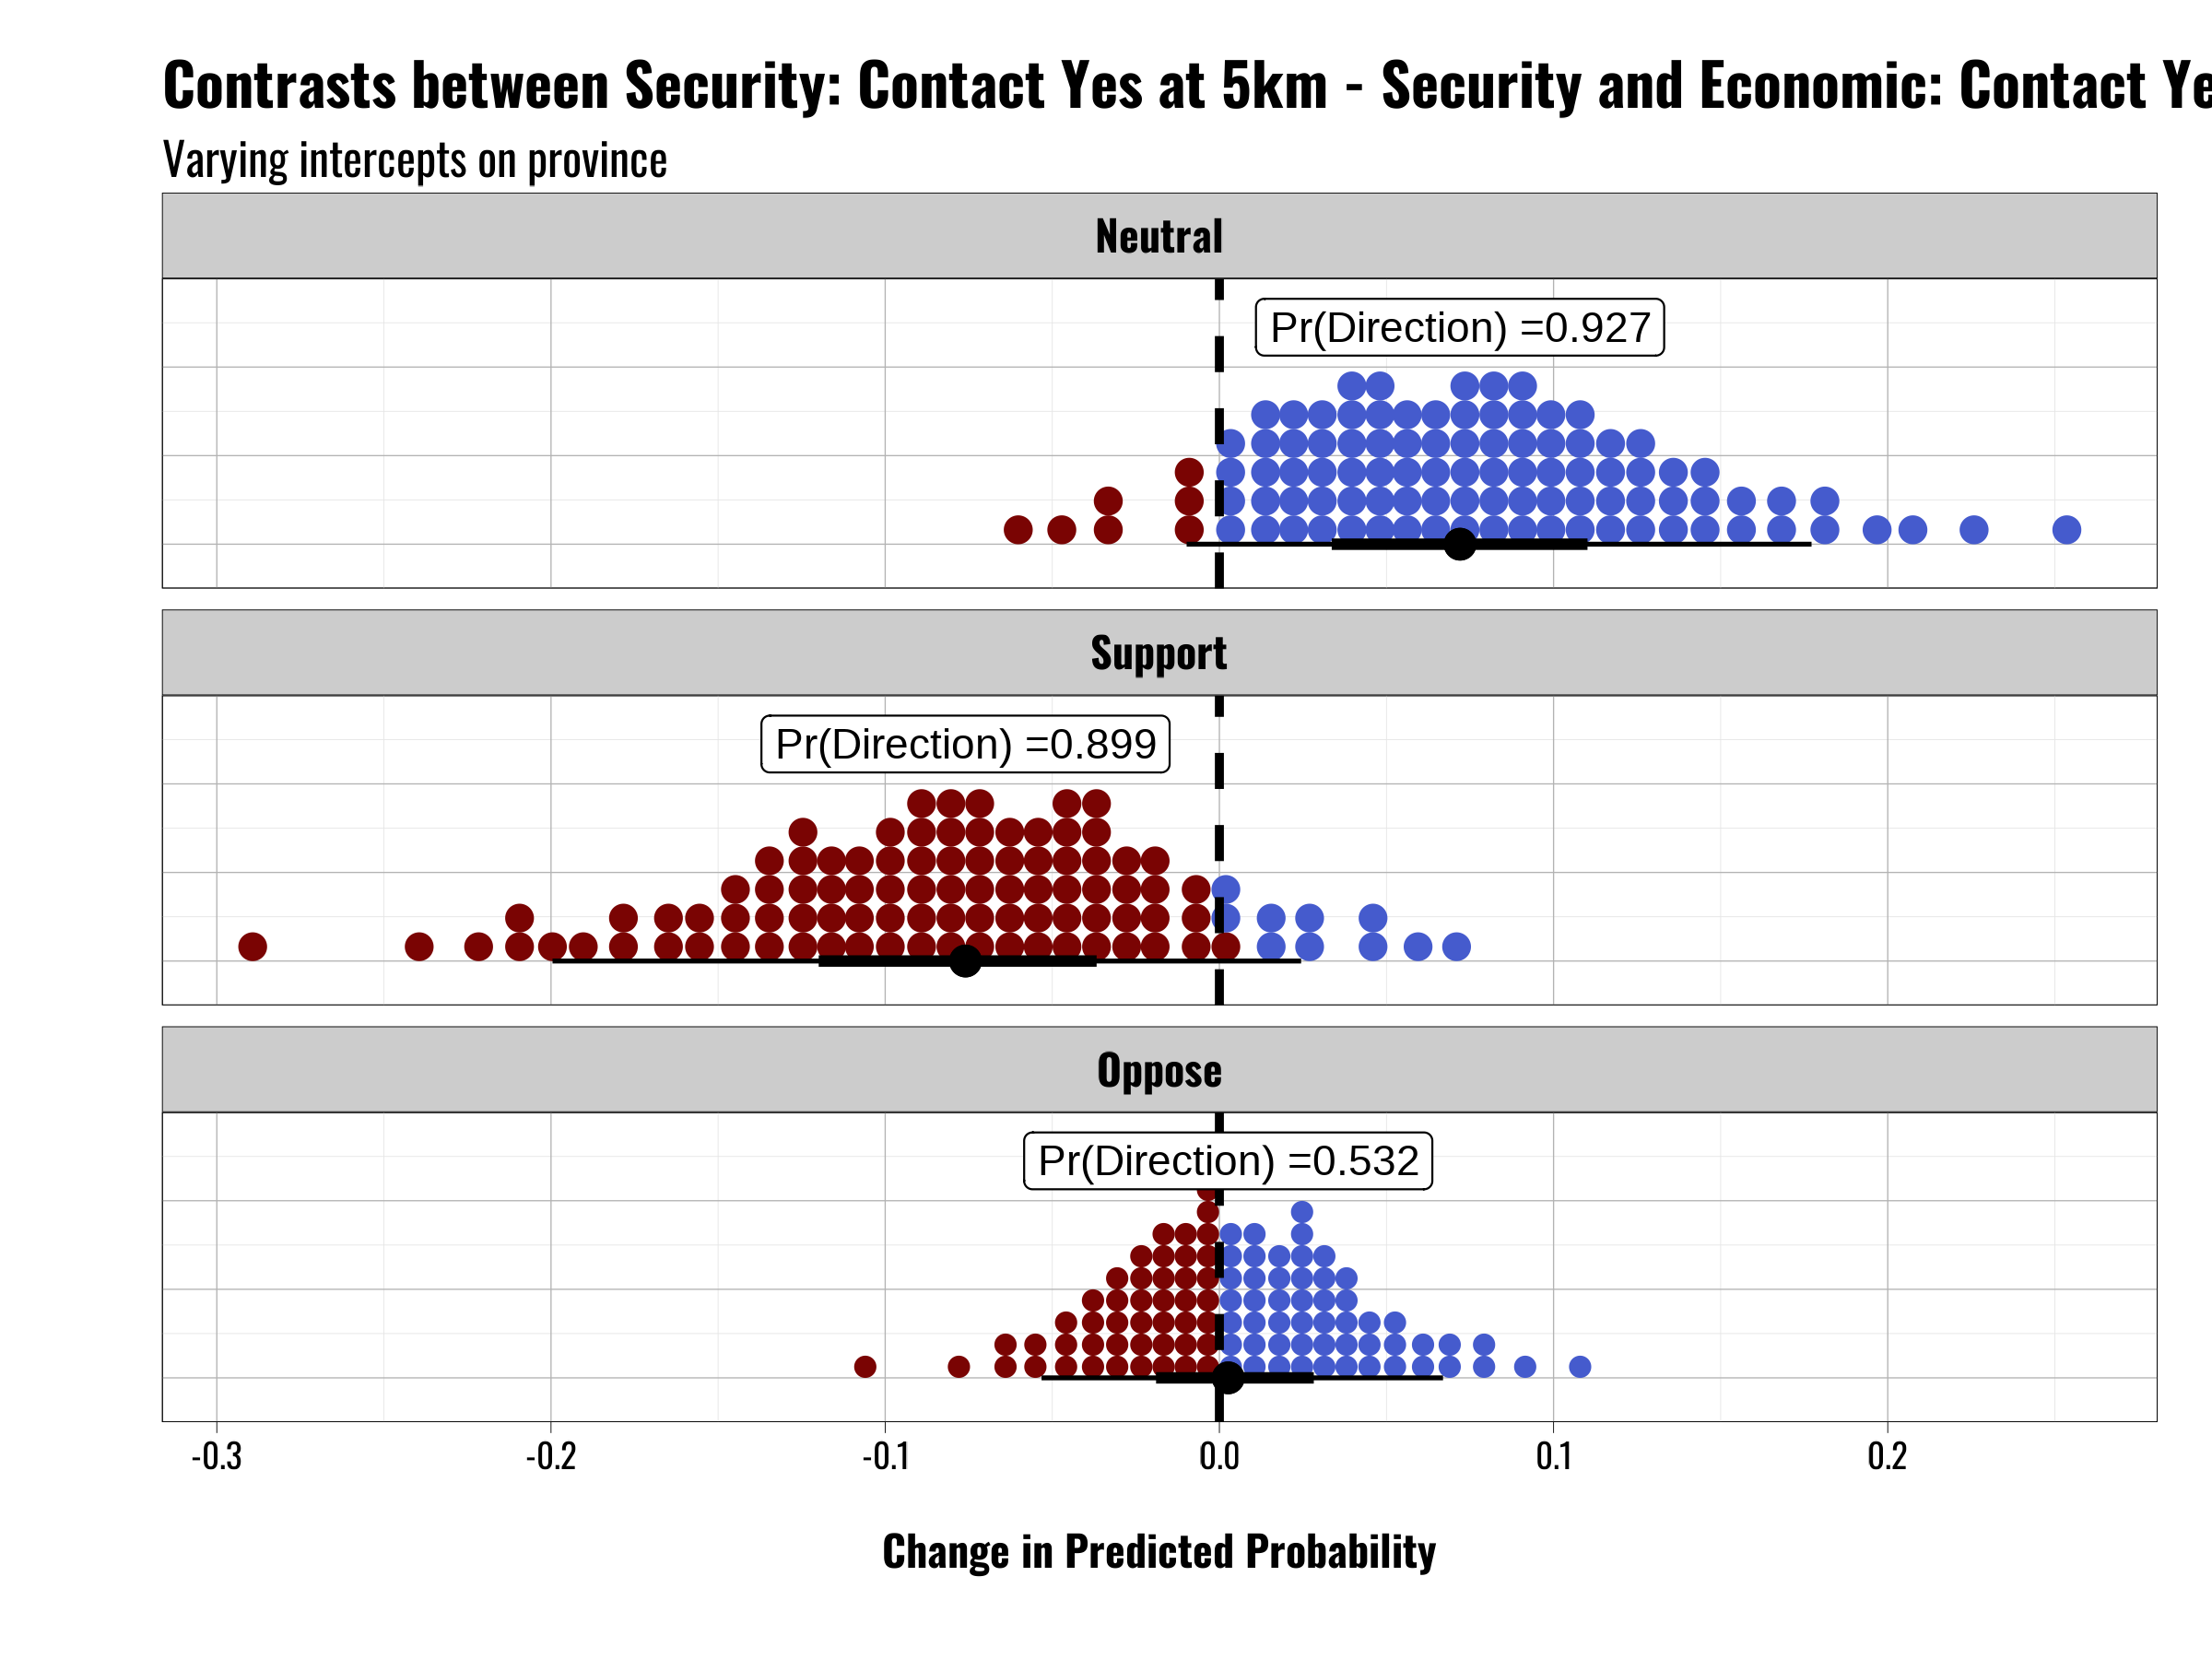 Contrasts between Security: Contact Yes at 5km - Security and Economic: Contact Ye
Varying intercepts on province
Neutral
Pr(Direction) =0.927
Support
Pr(Direction) =0.899
Oppose
Pr(Direction) =0.532
-0.3 -0.2 -0.1 0.0 0.1 0.2
Change in Predicted Probability